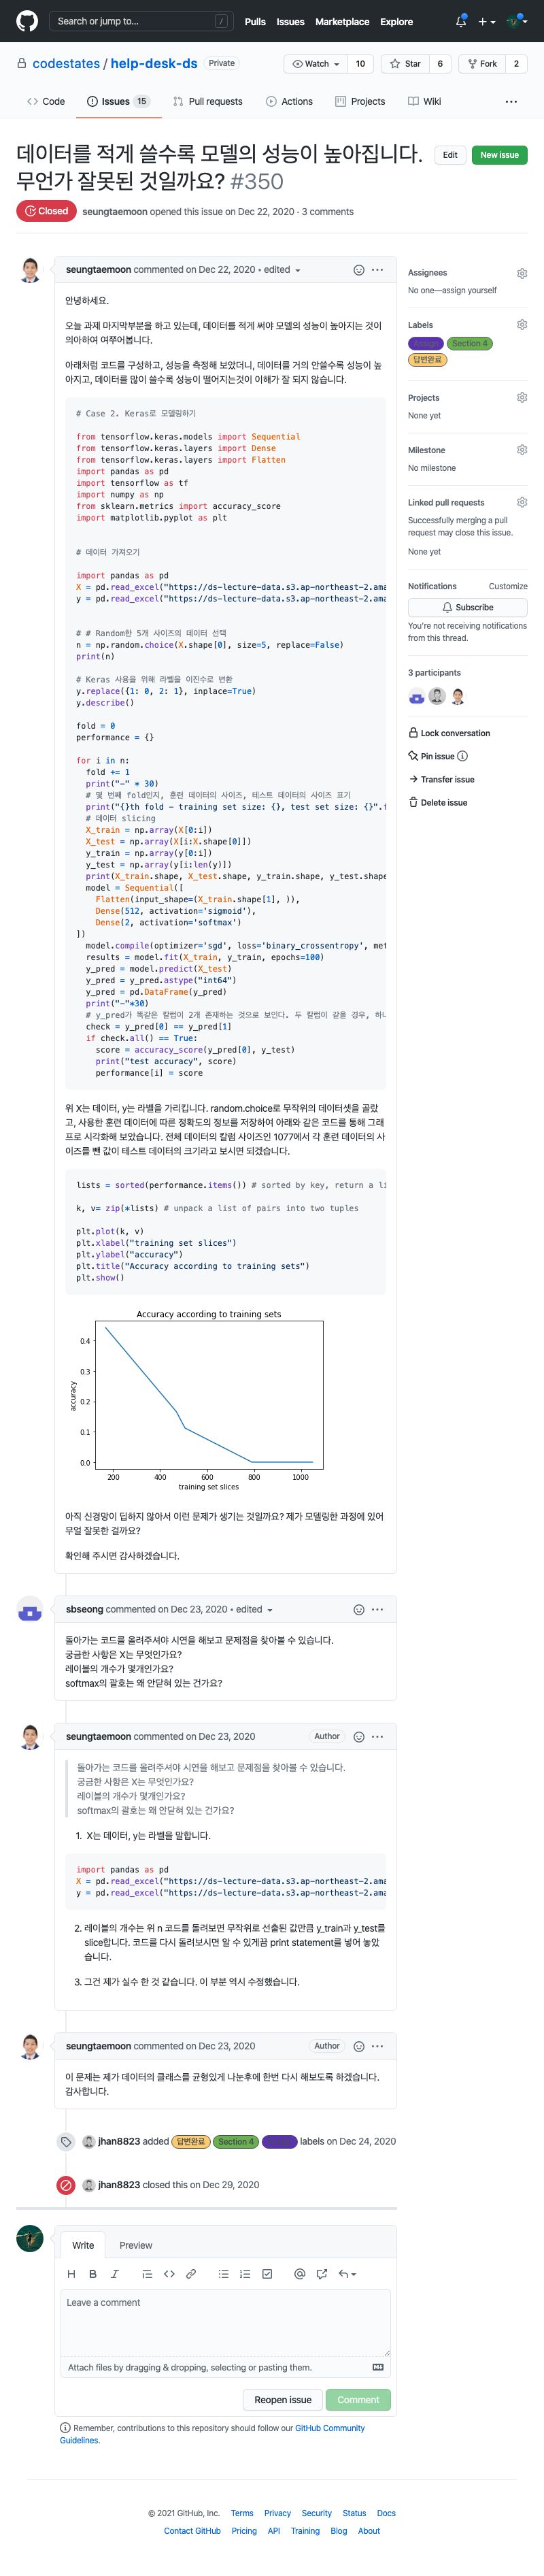 Search or jump to...
/
Pulls Issues Marketplace Explore
codestates / help-desk-ds Private
Watch 10
Star 6
Fork 2
Code
Issues 15
Pull requests
Actions
Projects
Wiki
데이터를 적게 쓸수록 모델의 성능이 높아집니다.
무언가 잘못된 것일까요? #350
Edit
New issue
Closed
seungtaemoon opened this issue on Dec 22, 2020 · 3 comments
seungtaemoon commented on Dec 22, 2020 • edited
안녕하세요.
오늘 과제 마지막부분을 하고 있는데, 데이터를 적게 써야 모델의 성능이 높아지는 것이
의아하여 여쭈어봅니다.
아래처럼 코드를 구성하고, 성능을 측정해 보았더니, 데이터를 거의 안쓸수록 성능이 높
아지고, 데이터를 많이 쓸수록 성능이 떨어지는것이 이해가 잘 되지 않습니다.
# Case 2. Keras로 모델링하기
from tensorflow.keras.models import Sequential
from tensorflow.keras.layers import Dense
from tensorflow.keras.layers import Flatten
import pandas as pd
import tensorflow as tf
import numpy as np
from sklearn.metrics import accuracy_score
import matplotlib.pyplot as plt
# 데이터 가져오기
import pandas as pd
X = pd.read_excel("https://ds-lecture-data.s3.ap-northeast-2.ama
y = pd.read_excel("https://ds-lecture-data.s3.ap-northeast-2.ama
# # Random한 5개 사이즈의 데이터 선택
n = np.random.choice(X.shape[0], size=5, replace=False)
print(n)
# Keras 사용을 위해 라벨을 이진수로 변환
y.replace({1: 0, 2: 1}, inplace=True)
y.describe()
fold = 0
performance = {}
for i in n:
fold += 1
print("-" * 30)
# 몇 번째 fold인지, 훈련 데이터의 사이즈, 테스트 데이터의 사이즈 표기
print("{}th fold - training set size: {}, test set size: {}".f
# 데이터 slicing
X_train = np.array(X[0:i])
X_test = np.array(X[i:X.shape[0]])
y_train = np.array(y[0:i])
y_test = np.array(y[i:len(y)])
print(X_train.shape, X_test.shape, y_train.shape, y_test.shape
model = Sequential([
Flatten(input_shape=(X_train.shape[1], )),
Dense(512, activation='sigmoid'),
Dense(2, activation='softmax')
])
model.compile(optimizer='sgd', loss='binary_crossentropy', met
results = model.fit(X_train, y_train, epochs=100)
y_pred = model.predict(X_test)
y_pred = y_pred.astype("int64")
y_pred = pd.DataFrame(y_pred)
print("-"*30)
# y_pred가 똑같은 칼럼이 2개 존재하는 것으로 보인다. 두 칼럼이 같을 경우, 하나
check = y_pred[0] == y_pred[1]
if check.all() == True:
score = accuracy_score(y_pred[0], y_test)
print("test accuracy", score)
performance[i] = score
위 X는 데이터, y는 라벨을 가리킵니다. random.choice로 무작위의 데이터셋을 골랐
고, 사용한 훈련 데이터에 따른 정확도의 정보를 저장하여 아래와 같은 코드를 통해 그래
프로 시각화해 보았습니다. 전체 데이터의 칼럼 사이즈인 1077에서 각 훈련 데이터의 사
이즈를 뺀 값이 테스트 데이터의 크기라고 보시면 되겠습니다.
lists = sorted(performance.items()) # sorted by key, return a li
k, v= zip(*lists) # unpack a list of pairs into two tuples
plt.plot(k, v)
plt.xlabel("training set slices")
plt.ylabel("accuracy")
plt.title("Accuracy according to training sets")
plt.show()
Accuracy according to training sets
0.4
0.3
0.2
0.1
0.0
accuracy
200 400 600 800 1000
training set slices
아직 신경망이 딥하지 않아서 이런 문제가 생기는 것일까요? 제가 모델링한 과정에 있어
무얼 잘못한 걸까요?
확인해 주시면 감사하겠습니다.
sbseong commented on Dec 23, 2020 • edited
돌아가는 코드를 올려주셔야 시연을 해보고 문제점을 찾아볼 수 있습니다.
궁금한 사항은 X는 무엇인가요?
레이블의 개수가 몇개인가요?
softmax의 괄호는 왜 안닫혀 있는 건가요?
seungtaemoon commented on Dec 23, 2020
Author
돌아가는 코드를 올려주셔야 시연을 해보고 문제점을 찾아볼 수 있습니다.
궁금한 사항은 X는 무엇인가요?
레이블의 개수가 몇개인가요?
softmax의 괄호는 왜 안닫혀 있는 건가요?
1. X는 데이터, y는 라벨을 말합니다.
import pandas as pd
X = pd.read_excel("https://ds-lecture-data.s3.ap-northeast-2.ama
y = pd.read_excel("https://ds-lecture-data.s3.ap-northeast-2.ama
2. 레이블의 개수는 위 n 코드를 돌려보면 무작위로 선출된 값만큼 y_train과 y_test를
slice합니다. 코드를 다시 돌려보시면 알 수 있게끔 print statement를 넣어 놓았
습니다.
3. 그건 제가 실수 한 것 같습니다. 이 부분 역시 수정했습니다.
seungtaemoon commented on Dec 23, 2020
Author
이 문제는 제가 데이터의 클래스를 균형있게 나눈후에 한번 다시 해보도록 하겠습니다.
감사합니다.
jhan8823 added 답변완료 Section 4 labels on Dec 24, 2020
jhan8823 closed this on Dec 29, 2020
Write
Preview
Leave a comment
Attach files by dragging & dropping, selecting or pasting them.
Reopen issue
Comment
Remember, contributions to this repository should follow our GitHub Community
Guidelines.
Assignees
No one—assign yourself
Labels
Section 4
답변완료
Projects
None yet
Milestone
No milestone
Linked pull requests
Successfully merging a pull
request may close this issue.
None yet
Notifications
Customize
Subscribe
You're not receiving notifications
from this thread.
3 participants
Lock conversation
Pin issue
Transfer issue
Delete issue
© 2021 GitHub, Inc. Terms Privacy Security Status Docs
Contact GitHub Pricing API Training Blog About